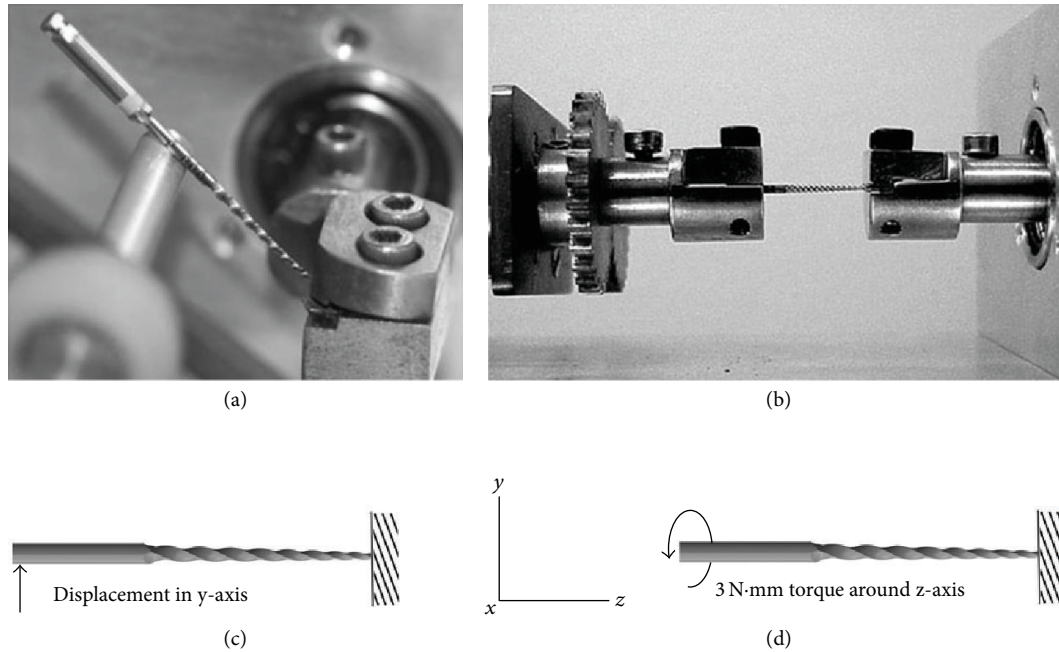 (a)
(b)
y
Displacement in y-axis
x
z
3 N·mm torque around z-axis
(c)
(d)